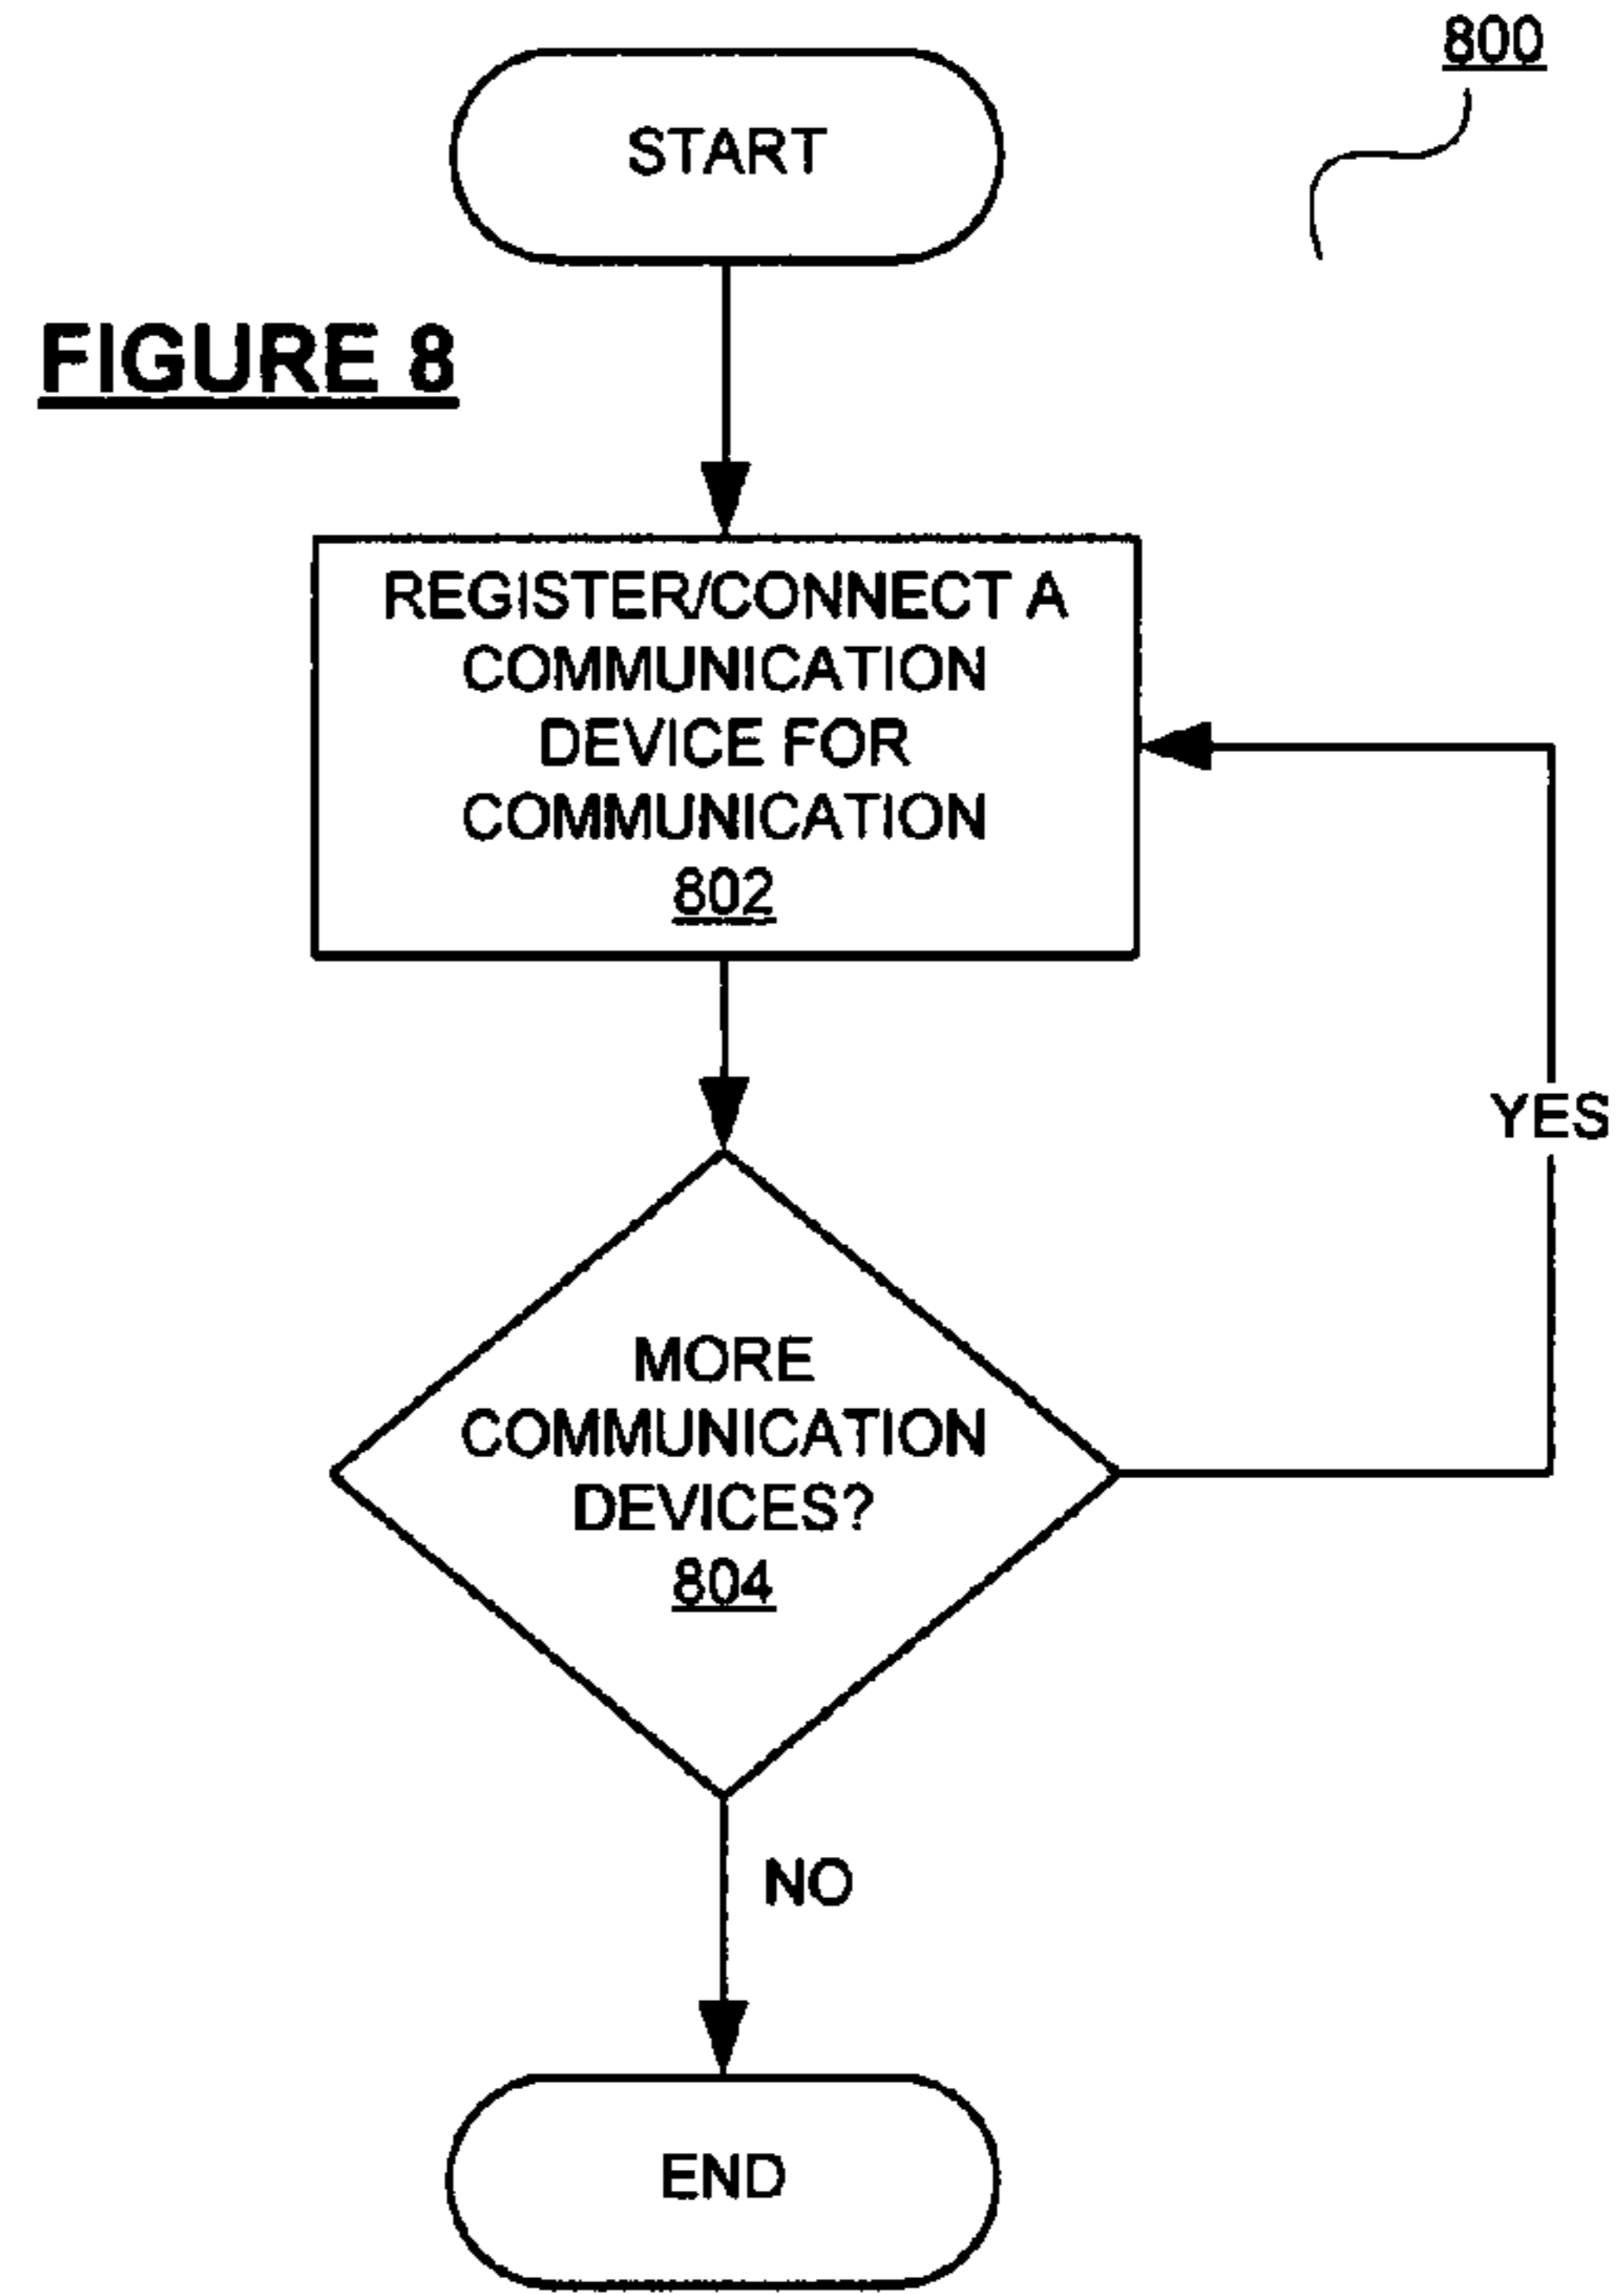 800
START
FIGURE 8
REGISTER/CONNECT A
COMMUNICATION
DEVICE FOR
COMMUNICATION
802
YES
MORE
COMMUNICATION
DEVICES?
804
NO
END